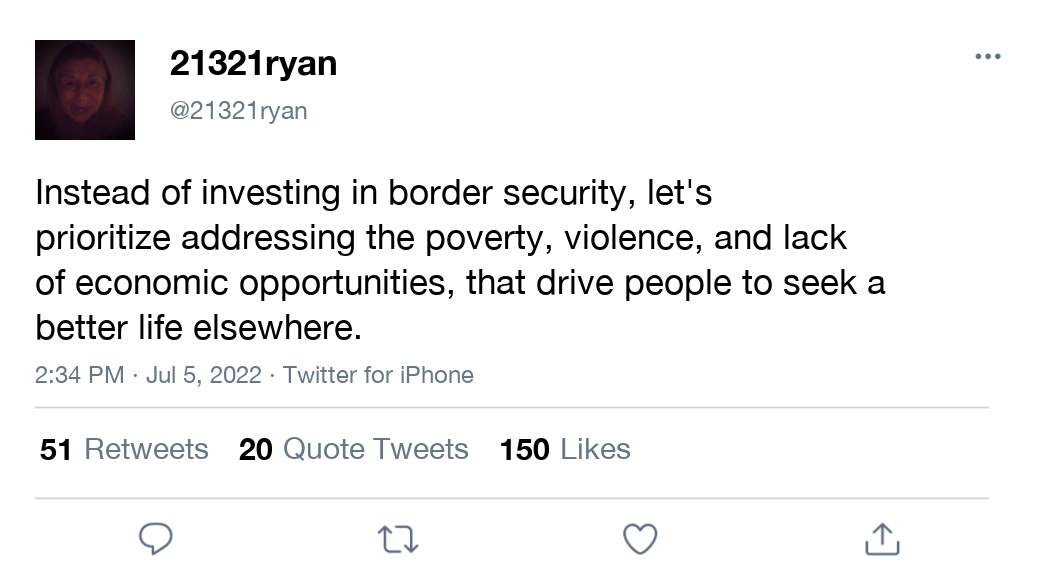 21321ryan
@21321ryan
Instead of investing in border security, let's
prioritize addressing the poverty, violence, and lack
of economic opportunities, that drive people to seek a
better life elsewhere.
2:34 PM · Jul 5, 2022 · Twitter for iPhone
51 Retweets 20 Quote Tweets 150 Likes